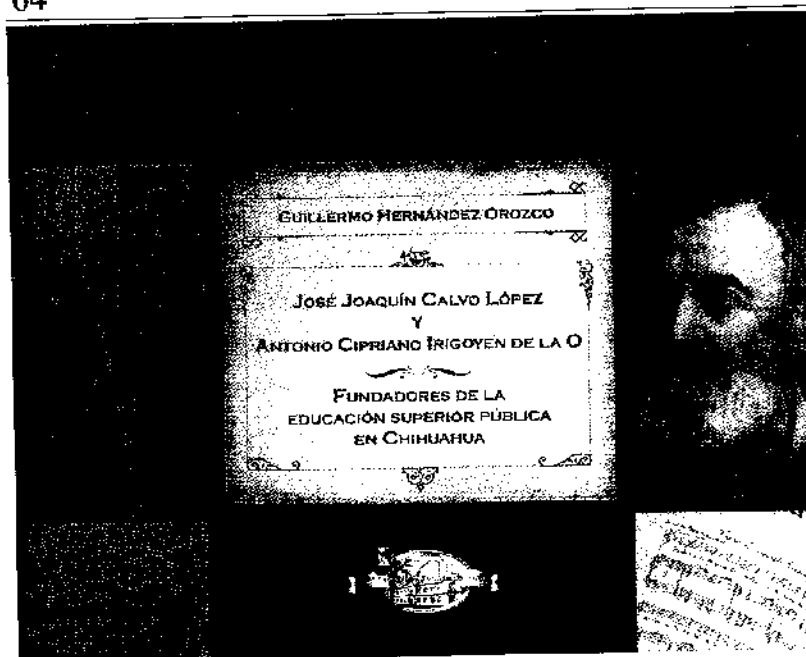 64
GUILLERMO HERNÁNDEZ OROZCO
JOSÉ JOAQUÍN CALVO LÓPEZ
Y
ANTONIO CIPRIANO IRIGOYEN DE LA O
FUNDADORES DE LA
EDUCACIÓN SUPERIOR PÚBLICA
EN CHIHUAHUA